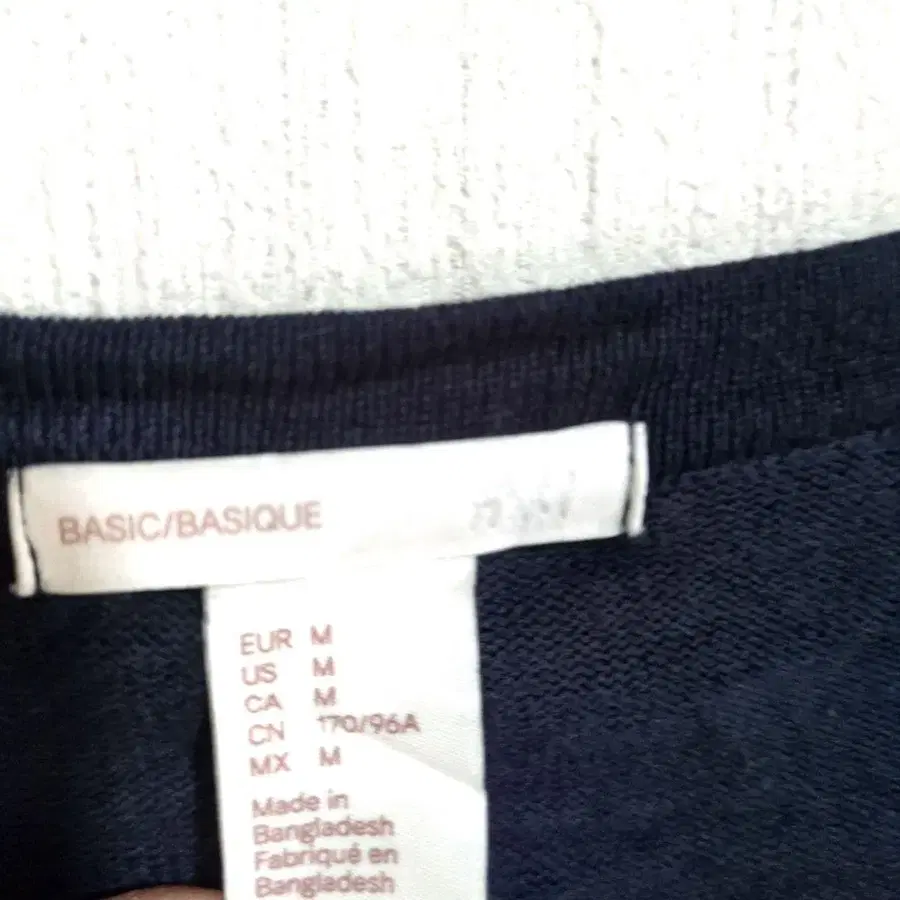 BASIC/BASIQUE
EUR M
US M
CA M
CN 170/96A
MX M
Made in
Bangladesh
Fabriqué en
Bangladesh